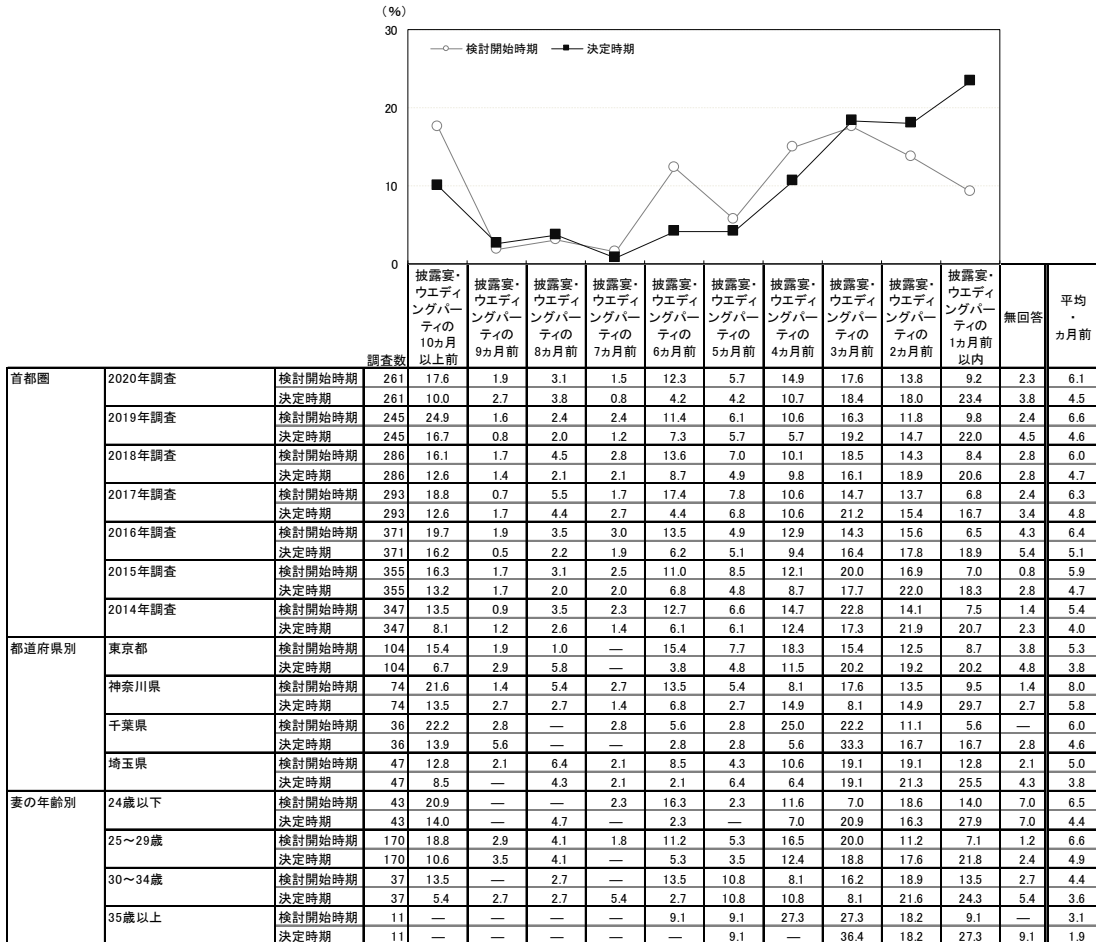 （％）
30
検討開始時期 決定時期
20
10
0
調査数 披露宴・ウエディングパーティの10ヵ月以上前 披露宴・ウエディングパーティの9ヵ月前 披露宴・ウエディングパーティの8ヵ月前 披露宴・ウエディングパーティの7ヵ月前 披露宴・ウエディングパーティの6ヵ月前 披露宴・ウエディングパーティの5ヵ月前 披露宴・ウエディングパーティの4ヵ月前 披露宴・ウエディングパーティの3ヵ月前 披露宴・ウエディングパーティの2ヵ月前 披露宴・ウエディングパーティの1ヵ月前以内 無回答 平均・ヵ月前
首都圏 2020年調査 検討開始時期 261 17.6 1.9 3.1 1.5 12.3 5.7 14.9 17.6 13.8 9.2 2.3 6.1
決定時期 261 10.0 2.7 3.8 0.8 4.2 4.2 10.7 18.4 18.0 23.4 3.8 4.5
2019年調査 検討開始時期 245 24.9 1.6 2.4 2.4 11.4 6.1 10.6 16.3 11.8 9.8 2.4 6.6
決定時期 245 16.7 0.8 2.0 1.2 7.3 5.7 5.7 19.2 14.7 22.0 4.5 4.6
2018年調査 検討開始時期 286 16.1 1.7 4.5 2.8 13.6 7.0 10.1 18.5 14.3 8.4 2.8 6.0
決定時期 286 12.6 1.4 2.1 2.1 8.7 4.9 9.8 16.1 18.9 20.6 2.8 4.7
2017年調査 検討開始時期 293 18.8 0.7 5.5 1.7 17.4 7.8 10.6 14.7 13.7 6.8 2.4 6.3
決定時期 293 12.6 1.7 4.4 2.7 4.4 6.8 10.6 21.2 15.4 16.7 3.4 4.8
2016年調査 検討開始時期 371 19.7 1.9 3.5 3.0 13.5 4.9 12.9 14.3 15.6 6.5 4.3 6.4
決定時期 371 16.2 0.5 2.2 1.9 6.2 5.1 9.4 16.4 17.8 18.9 5.4 5.1
2015年調査 検討開始時期 355 16.3 1.7 3.1 2.5 11.0 8.5 12.1 20.0 16.9 7.0 0.8 5.9
決定時期 355 13.2 1.7 2.0 2.0 6.8 4.8 8.7 17.7 22.0 18.3 2.8 4.7
2014年調査 検討開始時期 347 13.5 0.9 3.5 2.3 12.7 6.6 14.7 22.8 14.1 7.5 1.4 5.4
決定時期 347 8.1 1.2 2.6 1.4 6.1 6.1 12.4 17.3 21.9 20.7 2.3 4.0
都道府県別 東京都 検討開始時期 104 15.4 1.9 1.0 — 15.4 7.7 18.3 15.4 12.5 8.7 3.8 5.3
決定時期 104 6.7 2.9 5.8 — 3.8 4.8 11.5 20.2 19.2 20.2 4.8 3.8
神奈川県 検討開始時期 74 21.6 1.4 5.4 2.7 13.5 5.4 8.1 17.6 13.5 9.5 1.4 8.0
決定時期 74 13.5 2.7 2.7 1.4 6.8 2.7 14.9 8.1 14.9 29.7 2.7 5.8
千葉県 検討開始時期 36 22.2 2.8 — 2.8 5.6 2.8 25.0 22.2 11.1 5.6 — 6.0
決定時期 36 13.9 5.6 — — 2.8 2.8 5.6 33.3 16.7 16.7 2.8 4.6
埼玉県 検討開始時期 47 12.8 2.1 6.4 2.1 8.5 4.3 10.6 19.1 19.1 12.8 2.1 5.0
決定時期 47 8.5 — 4.3 2.1 2.1 6.4 6.4 19.1 21.3 25.5 4.3 3.8
妻の年齢別 24歳以下 検討開始時期 43 20.9 — — 2.3 16.3 2.3 11.6 7.0 18.6 14.0 7.0 6.5
決定時期 43 14.0 — 4.7 — 2.3 — 7.0 20.9 16.3 27.9 7.0 4.4
25～29歳 検討開始時期 170 18.8 2.9 4.1 1.8 11.2 5.3 16.5 20.0 11.2 7.1 1.2 6.6
決定時期 170 10.6 3.5 4.1 — 5.3 3.5 12.4 18.8 17.6 21.8 2.4 4.9
30～34歳 検討開始時期 37 13.5 — 2.7 — 13.5 10.8 8.1 16.2 18.9 13.5 2.7 4.4
決定時期 37 5.4 2.7 2.7 5.4 2.7 10.8 10.8 8.1 21.6 24.3 5.4 3.6
35歳以上 検討開始時期 11 — — — — 9.1 9.1 27.3 27.3 18.2 9.1 — 3.1
決定時期 11 — — — — — 9.1 — 36.4 18.2 27.3 9.1 1.9